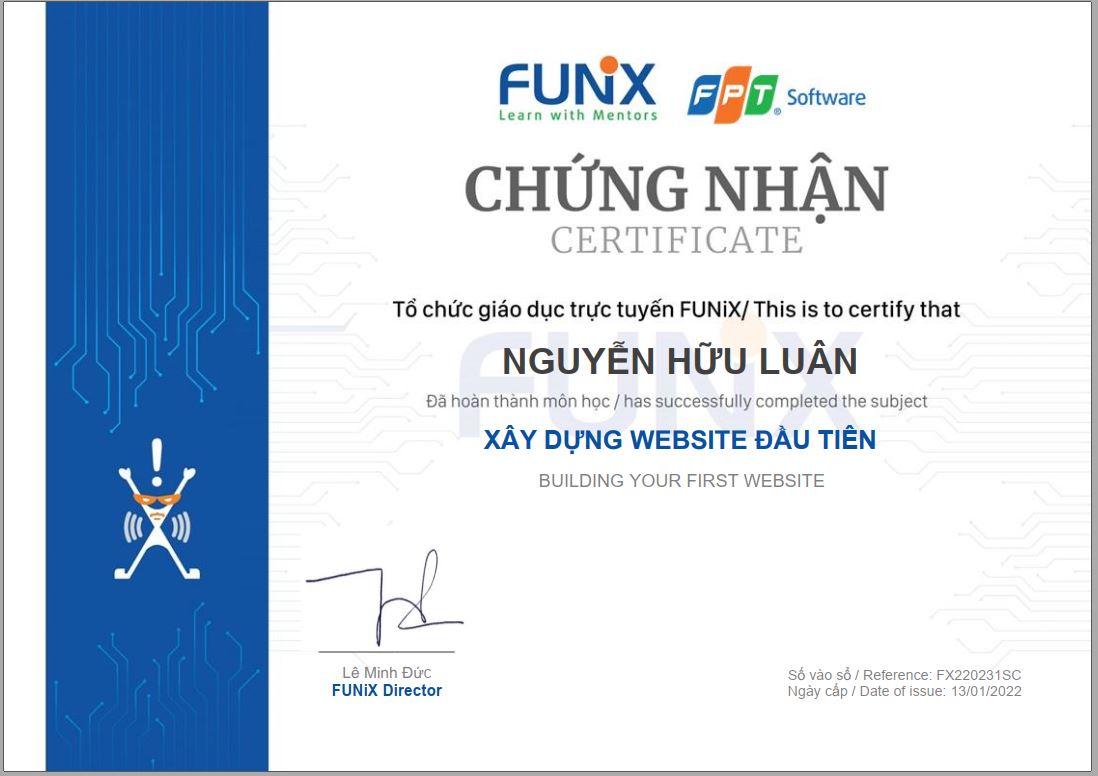 FUNiX
Learn with Mentors
FPT Software
CHỨNG NHẬN
CERTIFICATE
Tổ chức giáo dục trực tuyến FUNiX/ This is to certify that
NGUYỄN HỮU LUÂN
Đã hoàn thành môn học / has successfully completed the subject
XÂY DỰNG WEBSITE ĐẦU TIÊN
BUILDING YOUR FIRST WEBSITE
Lê Minh Đức
FUNiX Director
Số vào sổ / Reference: FX220231SC
Ngày cấp / Date of issue: 13/01/2022